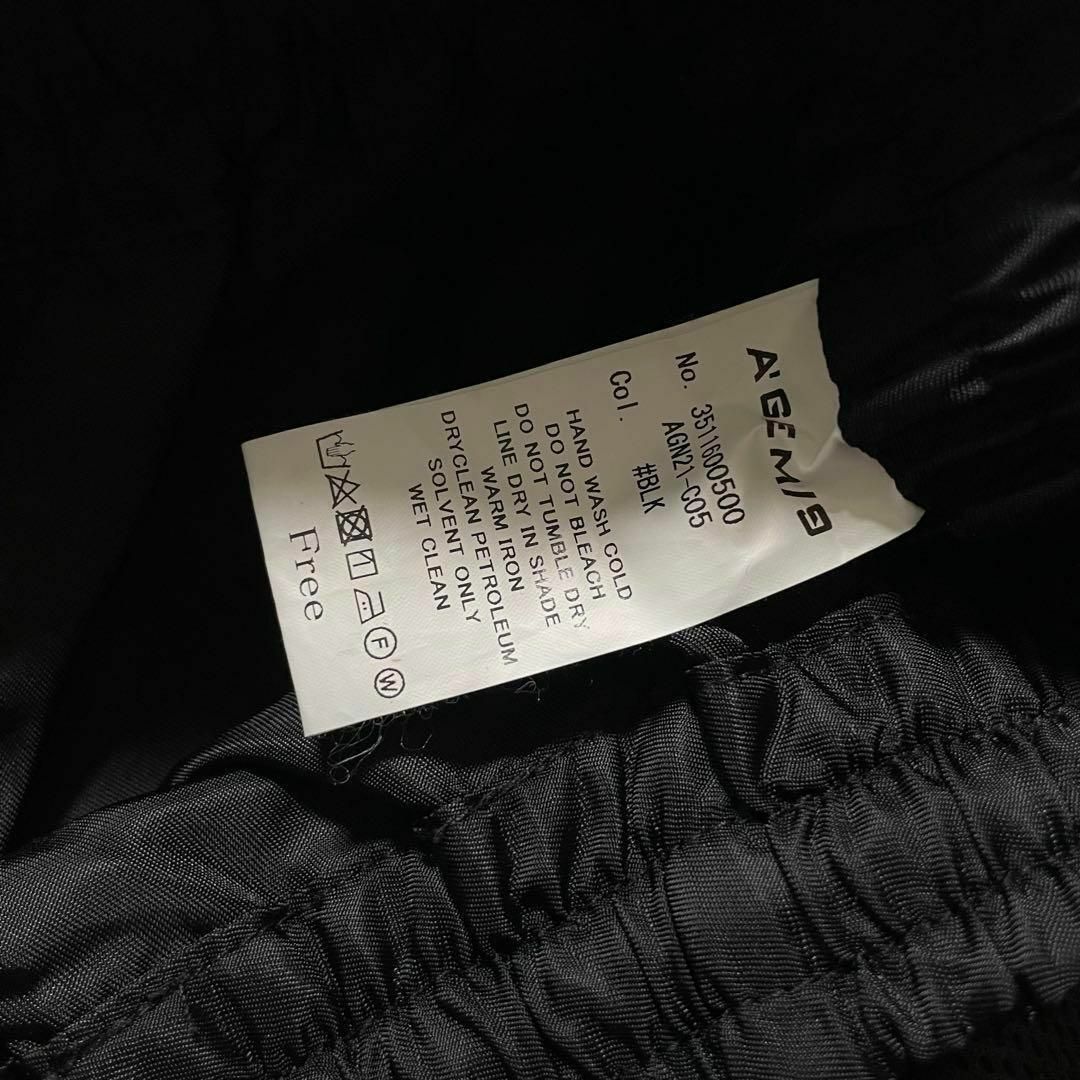 A'GEM/9
No. 3511600500
AGN21-C05
Col. #BLK
HAND WASH COLD
DO NOT BLEACH
DO NOT TUMBLE DRY
LINE DRY IN SHADE
WARM IRON
DRYCLEAN PETROLEUM
SOLVENT ONLY
WET CLEAN
F
W
Free